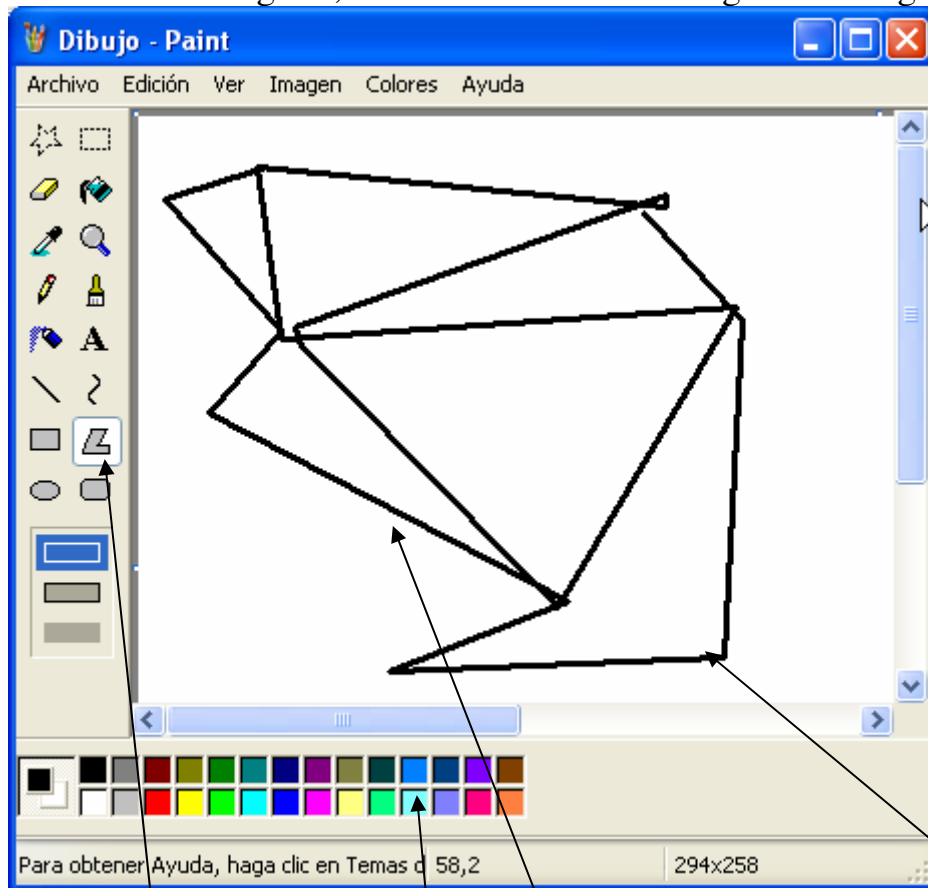 Dibujo - Paint
Archivo Edición Ver Imagen Colores Ayuda
A
Para obtener Ayuda, haga clic en Temas d 58,2 294x258